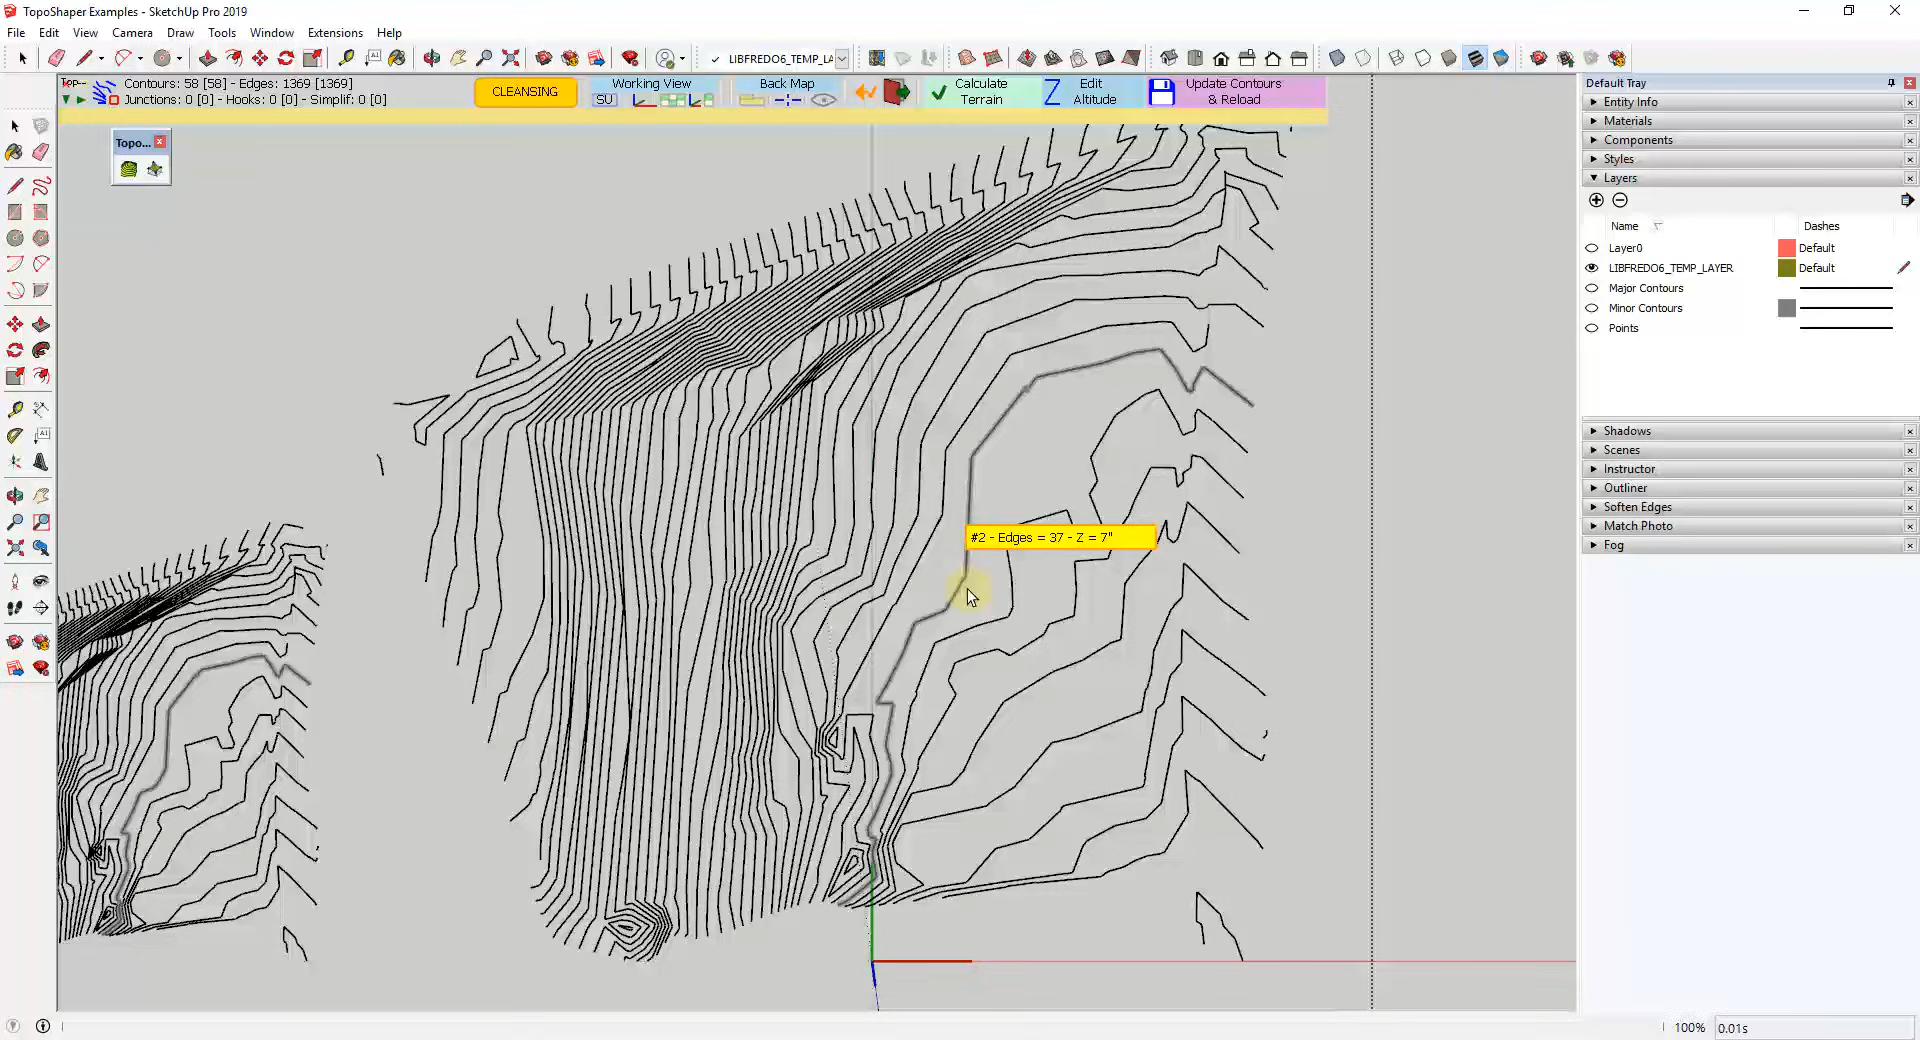 TopoShaper Examples - SketchUp Pro 2019
File Edit View Camera Draw Tools Window Extensions Help
LIBFREDO6_TEMP_LA
Contours: 58 [58] - Edges: 1369 [1369]
Junctions: 0 [0] - Hooks: 0 [0] - Simplif: 0 [0]
CLEANSING
Working View
SU
Back Map
Calculate
Terrain
Edit
Altitude
Update Contours
& Reload
Topo...
#2 - Edges = 37 - Z = 7"
Default Tray
Entity Info
Materials
Components
Styles
Layers
Name Dashes
Layer0 Default
LIBFREDO6_TEMP_LAYER Default
Major Contours
Minor Contours
Points
Shadows
Scenes
Instructor
Outliner
Soften Edges
Match Photo
Fog
100% 0.01s